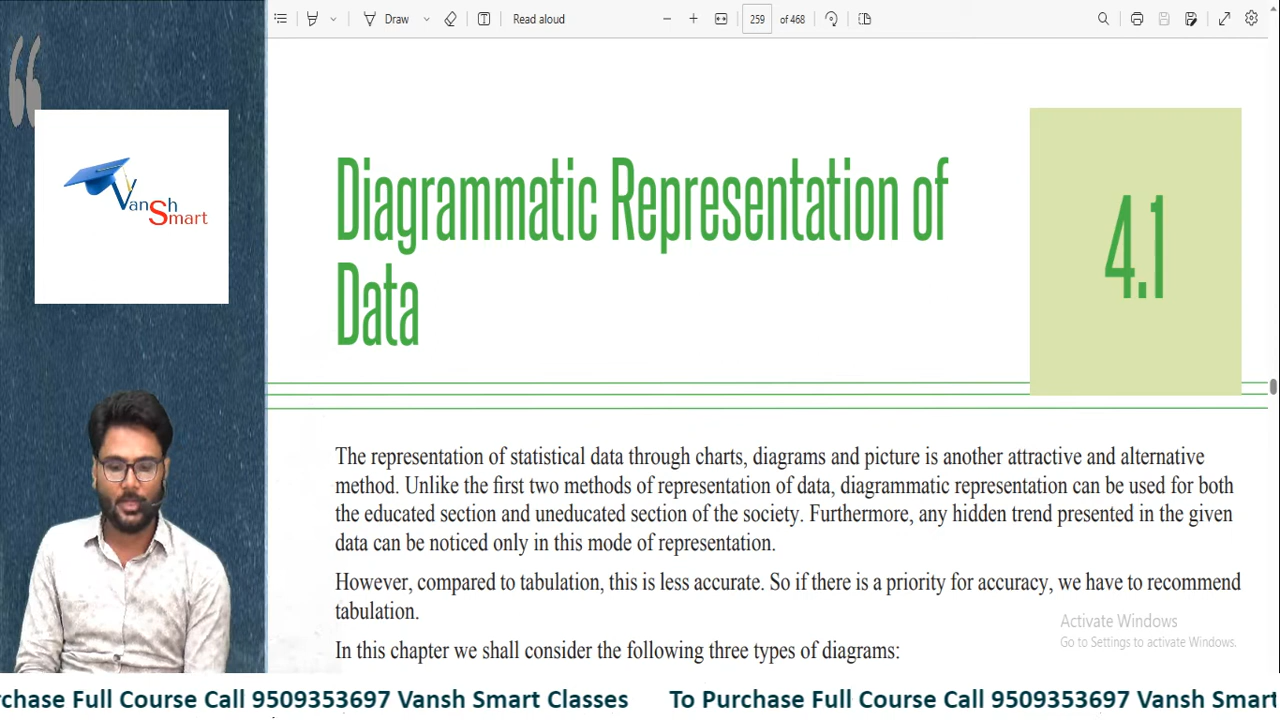 Draw
Read aloud
259
of 468
Vansh
Smart
Diagrammatic Representation of
Data
4.1
The representation of statistical data through charts, diagrams and picture is another attractive and alternative
method. Unlike the first two methods of representation of data, diagrammatic representation can be used for both
the educated section and uneducated section of the society. Furthermore, any hidden trend presented in the given
data can be noticed only in this mode of representation.
However, compared to tabulation, this is less accurate. So if there is a priority for accuracy, we have to recommend
tabulation.
In this chapter we shall consider the following three types of diagrams:
Activate Windows
Go to Settings to activate Windows.
rchase Full Course Call 9509353697 Vansh Smart Classes To Purchase Full Course Call 9509353697 Vansh Smart